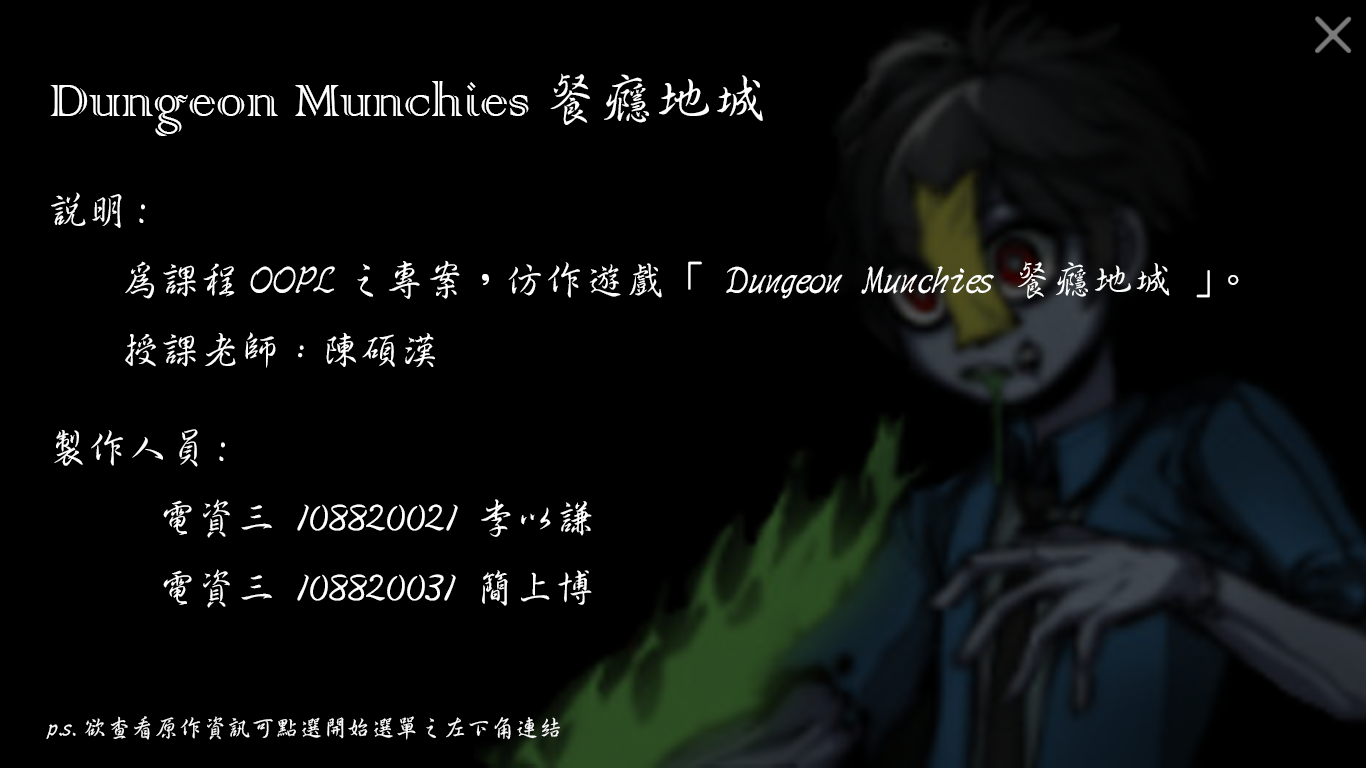 Dungeon Munchies 餐癮地城
説明：
為課程 OOPL 之專案，仿作遊戲「 Dungeon Munchies 餐癮地城 」。
授課老師：陳碩漢
製作人員：
電資三 108820021 李以謙
電資三 108820031 簡上博
p.s. 欲查看原作資訊可點選開始選單之左下角連結